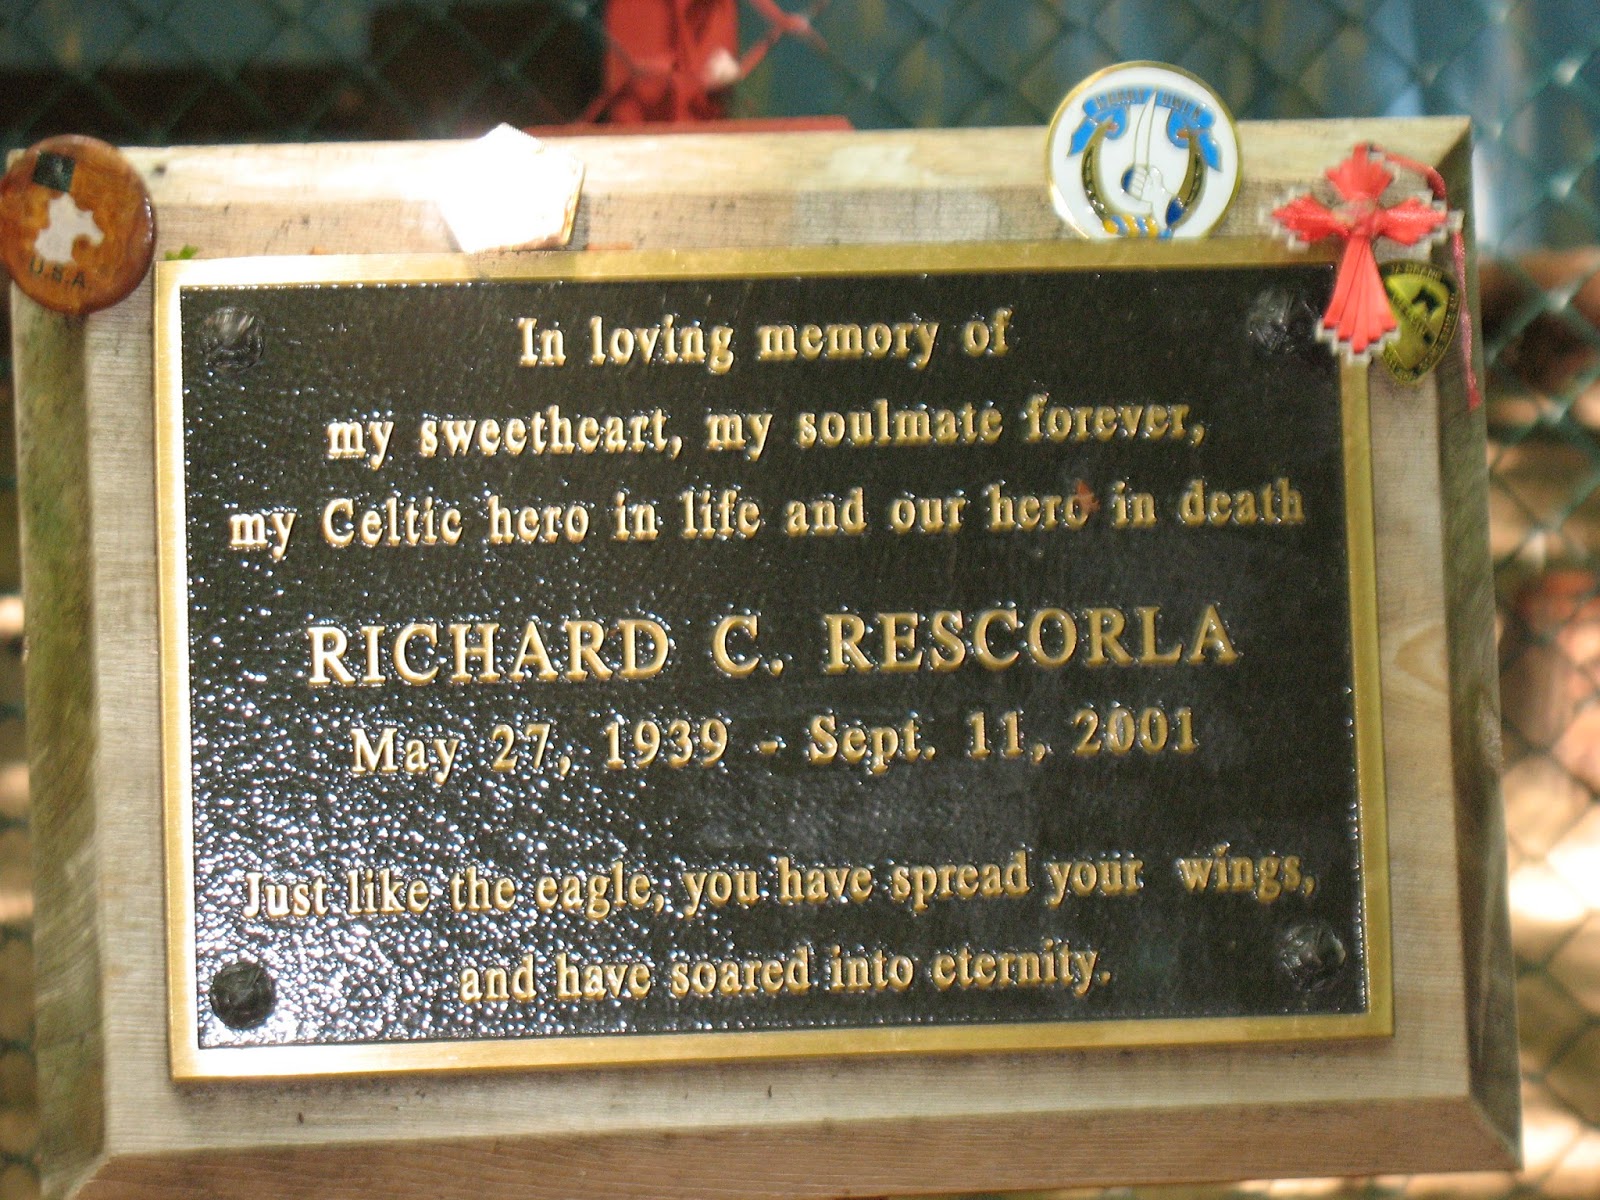 U.S.A.
GARRY OWEN
In loving memory of
my sweetheart, my soulmate forever,
my Celtic hero in life and our hero in death
RICHARD C. RESCORLA
May 27, 1939 - Sept. 11, 2001
Just like the eagle, you have spread your wings,
and have soared into eternity.